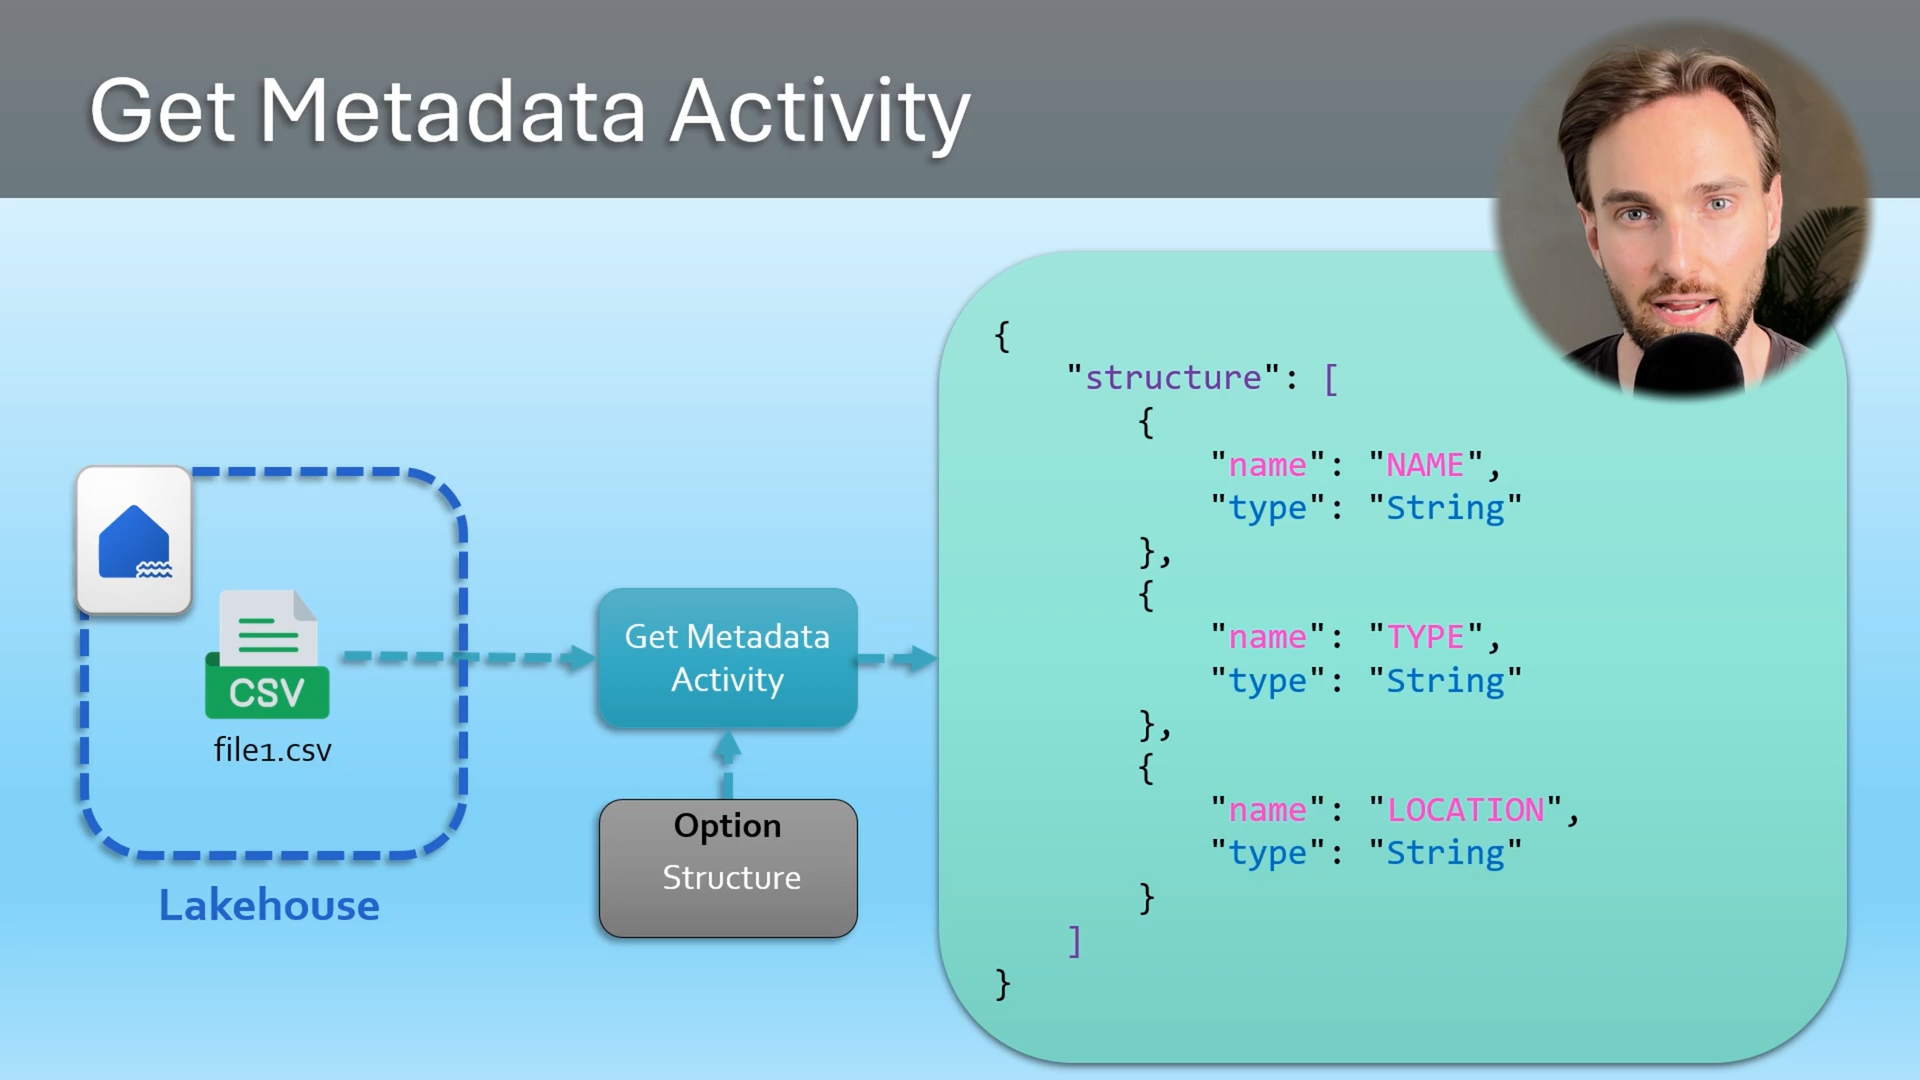 Get Metadata Activity
CSV
file1.csv
Lakehouse
Get Metadata
Activity
Option
Structure
{
"structure": [
{
"name": "NAME",
"type": "String"
},
{
"name": "TYPE",
"type": "String"
},
{
"name": "LOCATION",
"type": "String"
}
]
}